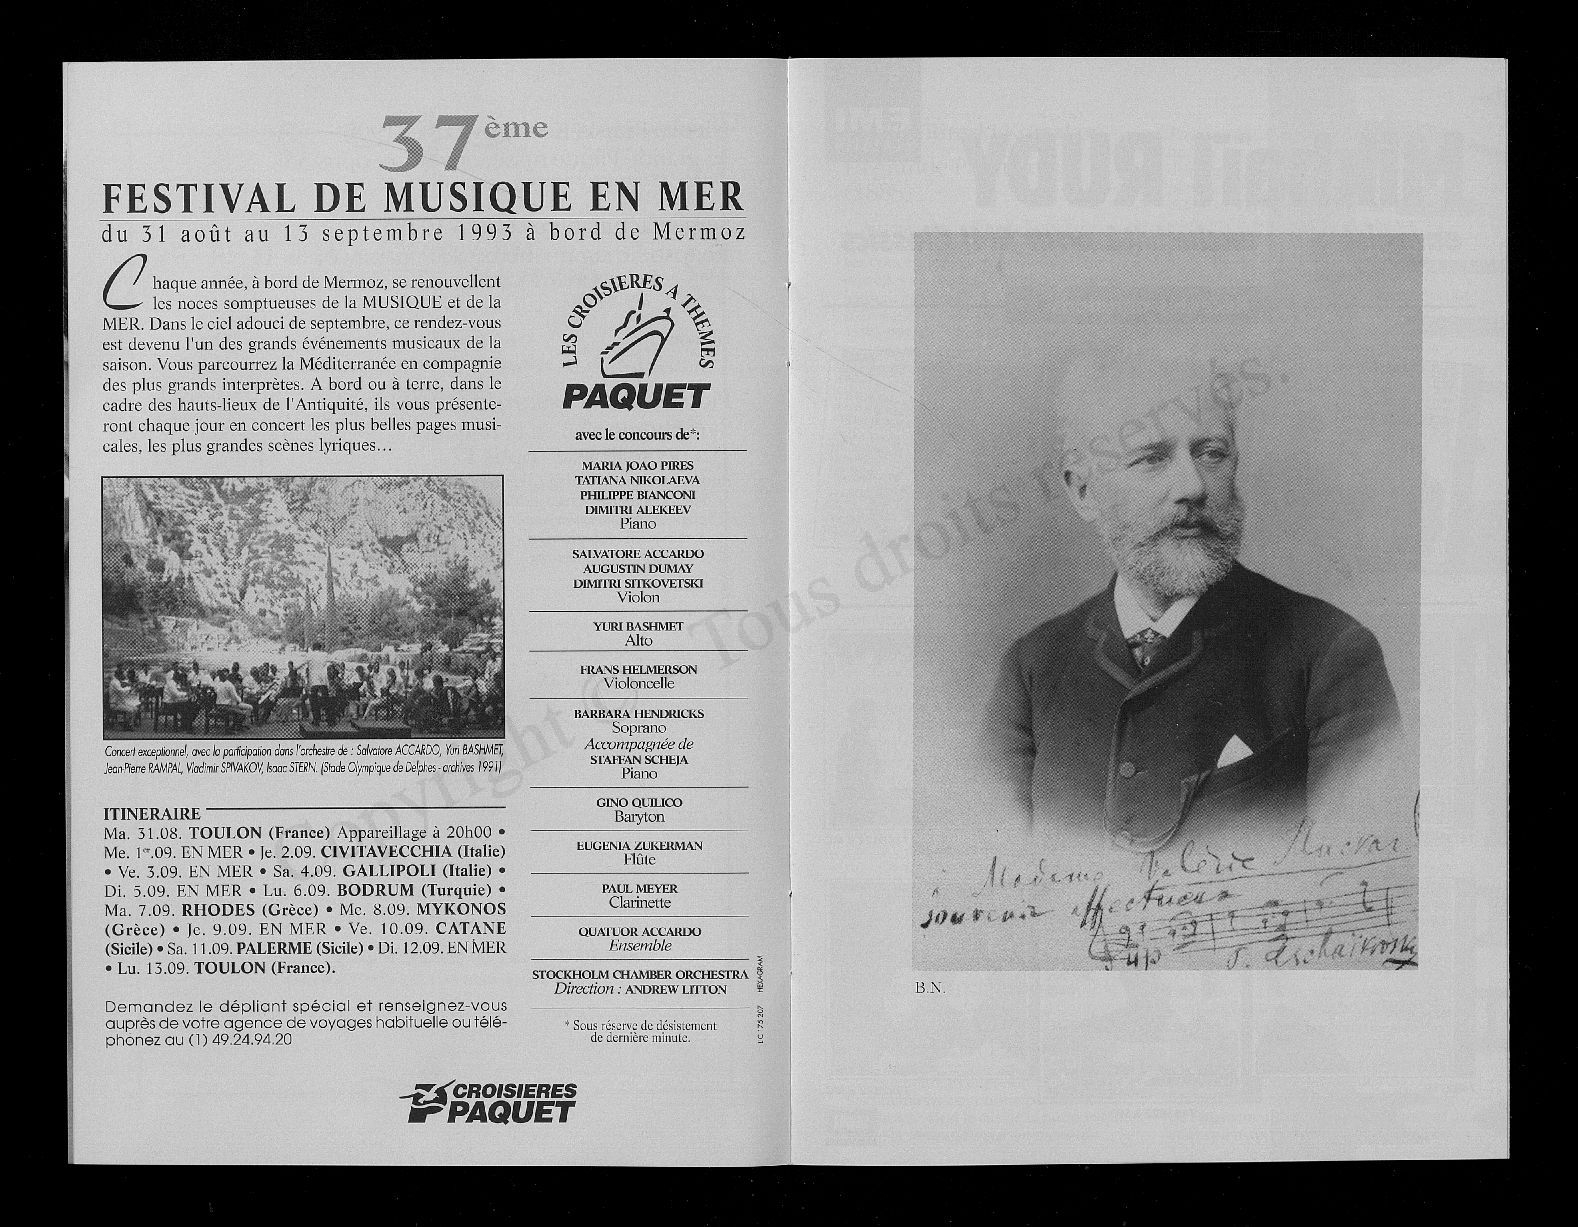 37ème
FESTIVAL DE MUSIQUE EN MER
du 31 août au 13 septembre 1993 à bord de Mermoz
Chaque année, à bord de Mermoz, se renouvellent
les noces somptueuses de la MUSIQUE et de la
MER. Dans le ciel adouci de septembre, ce rendez-vous
est devenu l'un des grands événements musicaux de la
saison. Vous parcourrez la Méditerranée en compagnie
des plus grands interprètes. A bord ou à terre, dans le
cadre des hauts-lieux de l'Antiquité, ils vous présente-
ront chaque jour en concert les plus belles pages musi-
cales, les plus grandes scènes lyriques...
Concert exceptionnel, avec la participation dans l'orchestre de : Salvatore ACCARDO, Yuri BASHMET,
Jean-Pierre RAMPAL, Vladimir SPIVAKOV, Isaac STERN. (Stade Olympique de Delphes - archives 1991)
ITINERAIRE
Ma. 31.08. TOULON (France) Appareillage à 20h00 •
Me. 1er.09. EN MER • Je. 2.09. CIVITAVECCHIA (Italie)
• Ve. 3.09. EN MER • Sa. 4.09. GALLIPOLI (Italie) •
Di. 5.09. EN MER • Lu. 6.09. BODRUM (Turquie) •
Ma. 7.09. RHODES (Grèce) • Me. 8.09. MYKONOS
(Grèce) • Je. 9.09. EN MER • Ve. 10.09. CATANE
(Sicile) • Sa. 11.09. PALERME (Sicile) • Di. 12.09. EN MER
• Lu. 13.09. TOULON (France).
Demandez le dépliant spécial et renseignez-vous
auprès de votre agence de voyages habituelle ou télé-
phonez au (1) 49.24.94.20
LES CROISIERES A THEMES
PAQUET
avec le concours de*:
MARIA JOAO PIRES
TATIANA NIKOLAEVA
PHILIPPE BIANCONI
DIMITRI ALEKEEV
Piano
SALVATORE ACCARDO
AUGUSTIN DUMAY
DIMITRI SITKOVETSKI
Violon
YURI BASHMET
Alto
FRANS HELMERSON
Violoncelle
BARBARA HENDRICKS
Soprano
Accompagnée de
STAFFAN SCHEJA
Piano
GINO QUILICO
Baryton
EUGENIA ZUKERMAN
Flûte
PAUL MEYER
Clarinette
QUATUOR ACCARDO
Ensemble
STOCKHOLM CHAMBER ORCHESTRA
Direction : ANDREW LITTON
* Sous réserve de désistement
de dernière minute.
LC 175 207 HEXAGRAM
CROISIERES
PAQUET
à Madame Valérie
souvenir affectueux
P. Tschaïkovsky
B.N.
Copyright © Tous droits réservés.